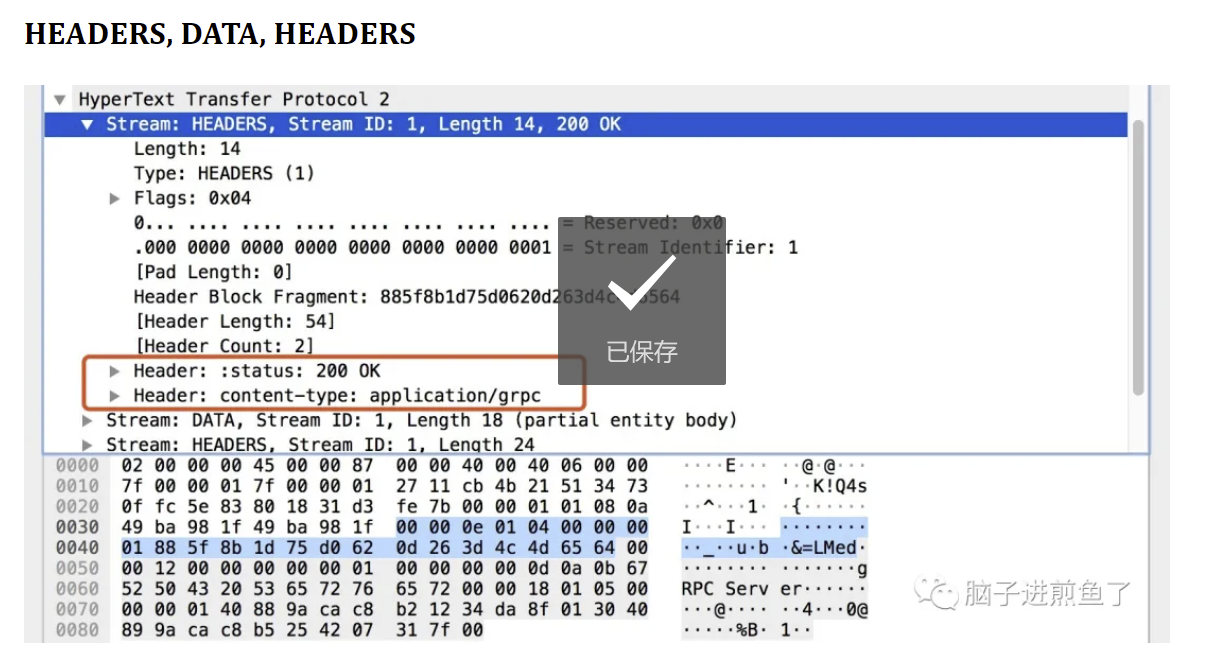 HEADERS, DATA, HEADERS
HyperText Transfer Protocol 2
Stream: HEADERS, Stream ID: 1, Length 14, 200 OK
Length: 14
Type: HEADERS (1)
Flags: 0x04
0... .... .... .... .... .... .... .... = Reserved: 0x0
.000 0000 0000 0000 0000 0000 0000 0001 = Stream Identifier: 1
[Pad Length: 0]
Header Block Fragment: 885f8b1d75d0620d263d4c4d6564
[Header Length: 54]
[Header Count: 2]
Header: :status: 200 OK
Header: content-type: application/grpc
Stream: DATA, Stream ID: 1, Length 18 (partial entity body)
Stream: HEADERS, Stream ID: 1, Length 24
已保存
0000 02 00 00 00 45 00 00 87 00 00 40 00 40 06 00 00 ····E··· ··@·@···
0010 7f 00 00 01 7f 00 00 01 27 11 cb 4b 21 51 34 73 ········ '··K!Q4s
0020 0f fc 5e 83 80 18 31 d3 fe 7b 00 00 01 01 08 0a ··^···1· ·{······
0030 49 ba 98 1f 49 ba 98 1f 00 00 0e 01 04 00 00 00 I···I··· ········
0040 01 88 5f 8b 1d 75 d0 62 0d 26 3d 4c 4d 65 64 00 ··_··u·b ·&=LMed·
0050 00 12 00 00 00 00 00 01 00 00 00 00 0d 0a 0b 67 ········ ·······g
0060 52 50 43 20 53 65 72 76 65 72 00 00 18 01 05 00 RPC Serv er······
0070 00 00 01 40 88 9a ca c8 b2 12 34 da 8f 01 30 40 ···@···· ··4···0@
0080 89 9a ca c8 b5 25 42 07 31 7f 00 ·····%B· 1··
脑子进煎鱼了